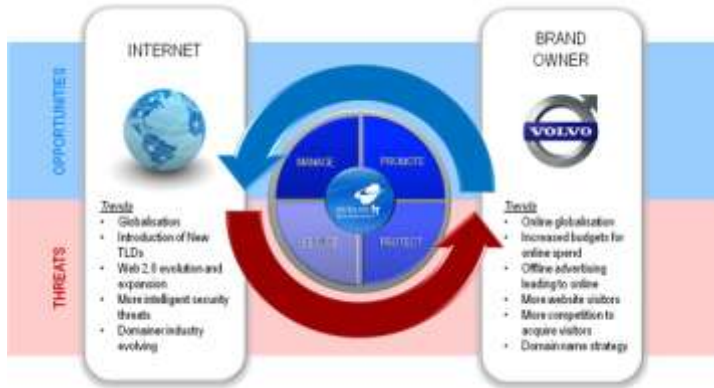 INTERNET
BRAND
OWNER
OPPORTUNITIES
THREATS
VOLVO
MANAGE
PROMOTE
PROTECT
Trends
• Globalisation
• Introduction of New
TLDs
• Web 2.0 evolution and
expansion
• More intelligent security
threats
• Domainer industry
evolving
Trends
• Online globalisation
• Increased budgets for
online spend
• Offline advertising
leading to online
• More website visitors
• More competition to
acquire visitors
• Domain name strategy